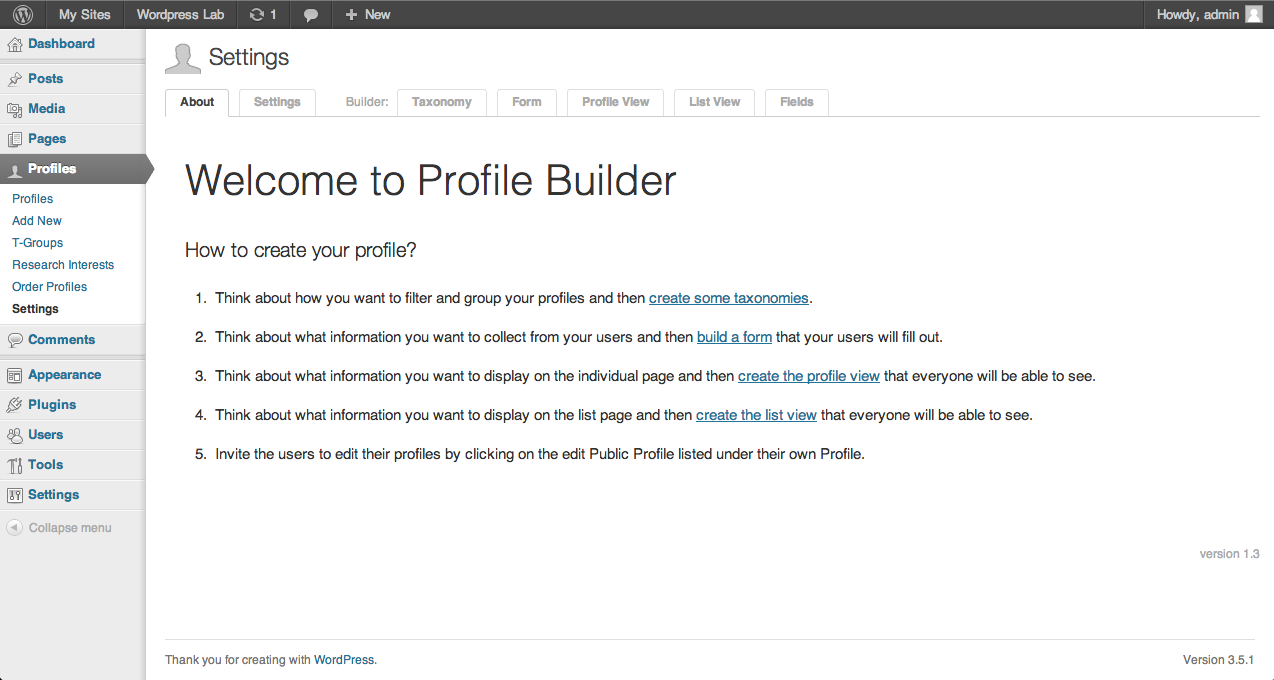 My Sites Wordpress Lab 1 + New Howdy, admin
Dashboard
Posts
Media
Pages
Profiles
Profiles
Add New
T-Groups
Research Interests
Order Profiles
Settings
Comments
Appearance
Plugins
Users
Tools
Settings
Collapse menu
Settings
About Settings Builder: Taxonomy Form Profile View List View Fields
Welcome to Profile Builder
How to create your profile?
1. Think about how you want to filter and group your profiles and then create some taxonomies.
2. Think about what information you want to collect from your users and then build a form that your users will fill out.
3. Think about what information you want to display on the individual page and then create the profile view that everyone will be able to see.
4. Think about what information you want to display on the list page and then create the list view that everyone will be able to see.
5. Invite the users to edit their profiles by clicking on the edit Public Profile listed under their own Profile.
version 1.3
Thank you for creating with WordPress. Version 3.5.1